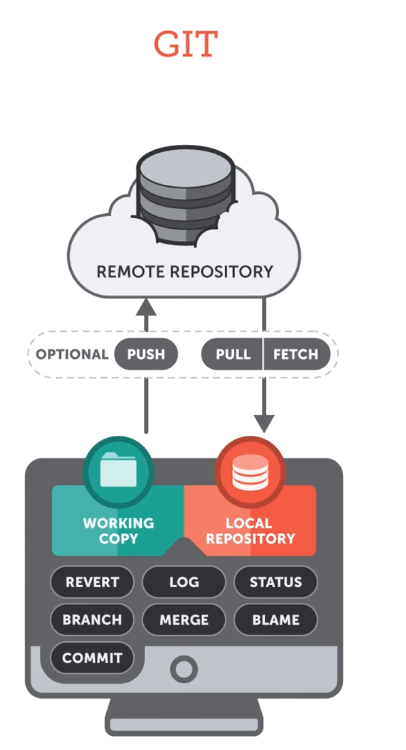 GIT
REMOTE REPOSITORY
OPTIONAL PUSH PULL FETCH
WORKING
COPY
LOCAL
REPOSITORY
REVERT LOG STATUS
BRANCH MERGE BLAME
COMMIT